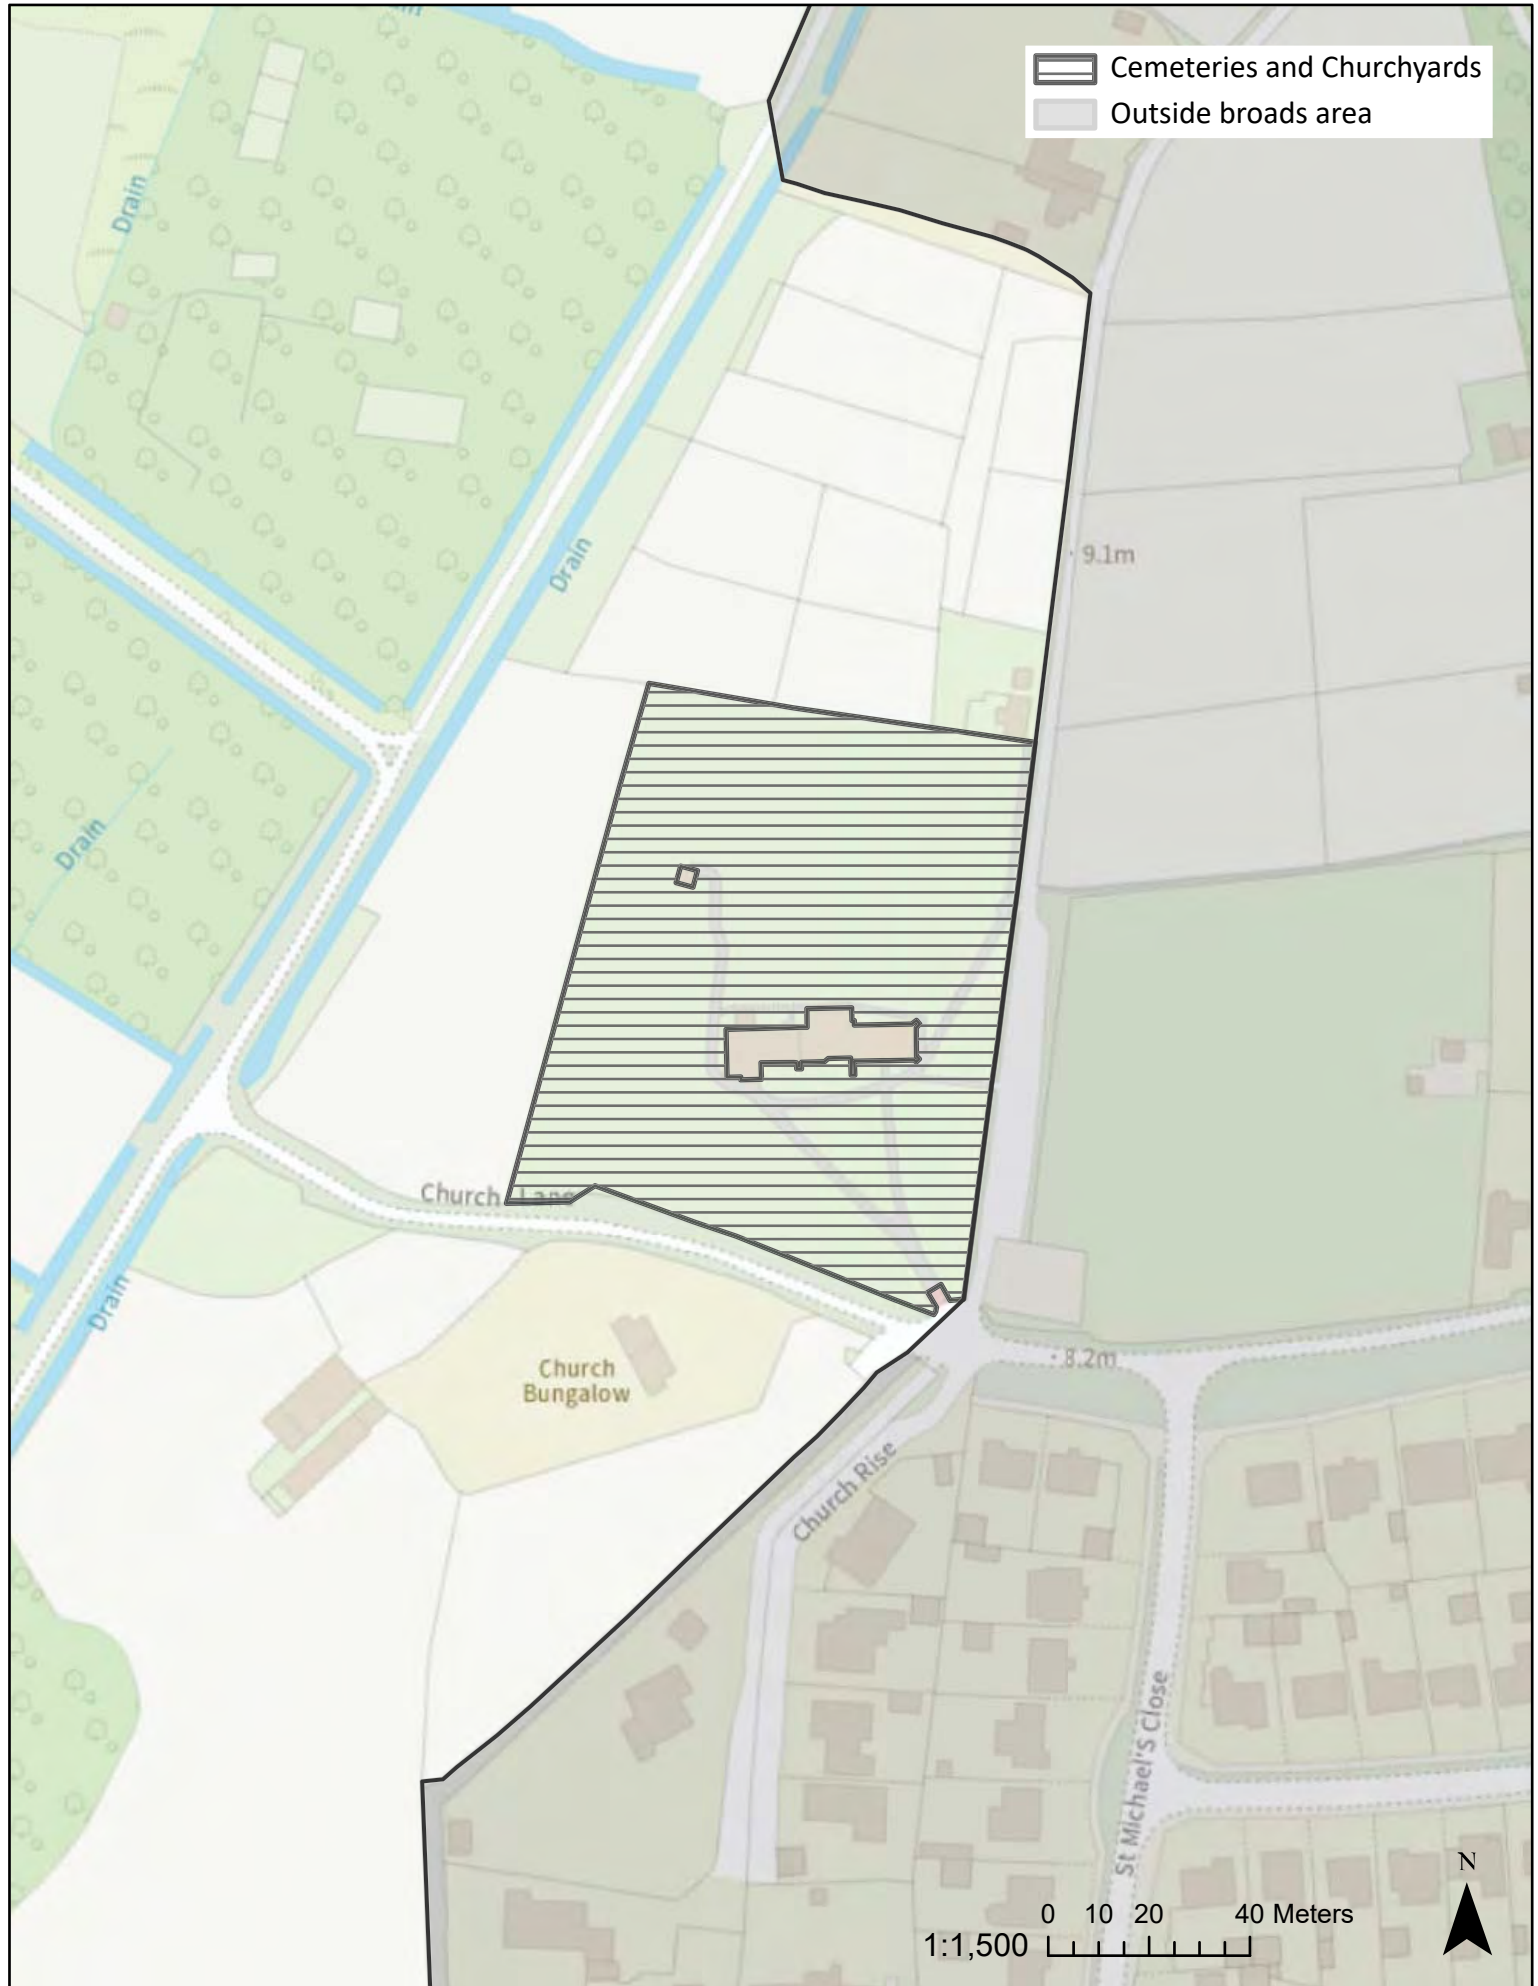 Cemeteries and Churchyards
Outside broads area
Drain
Drain
9.1m
Drain
Church Lane
Drain
Church
Bungalow
8.2m
Church Rise
St Michael'S Close
N
0 10 20 40 Meters
1:1,500